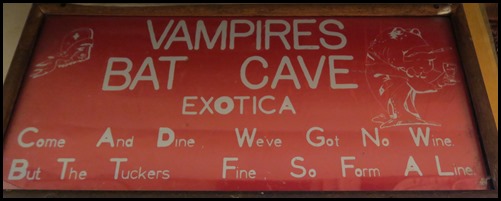 VAMPIRES
BAT CAVE
EXOTICA
Come And Dine. Weve Got No Wine.
But The Tuckers Fine. So Form A Line.